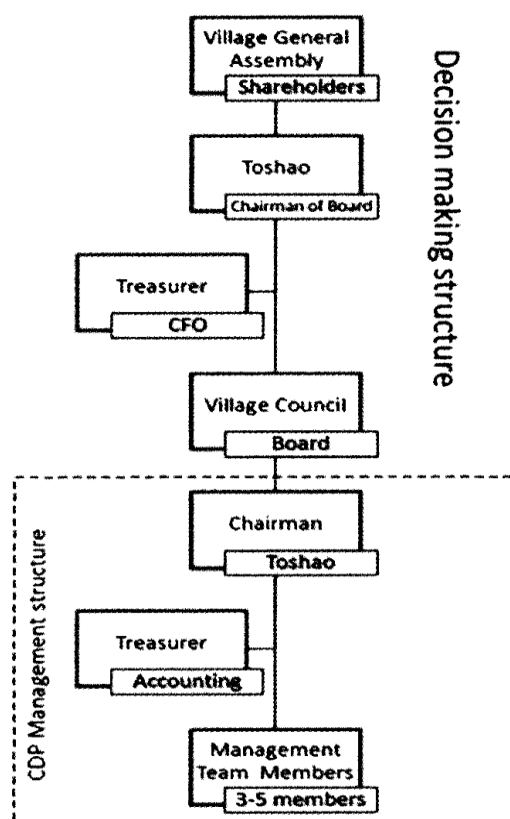 Village General
Assembly
Shareholders
Toshao
Chairman of Board
Treasurer
CFO
Village Council
Board
Decision making structure
Chairman
Toshao
Treasurer
Accounting
Management
Team Members
3-5 members
CDP Management structure